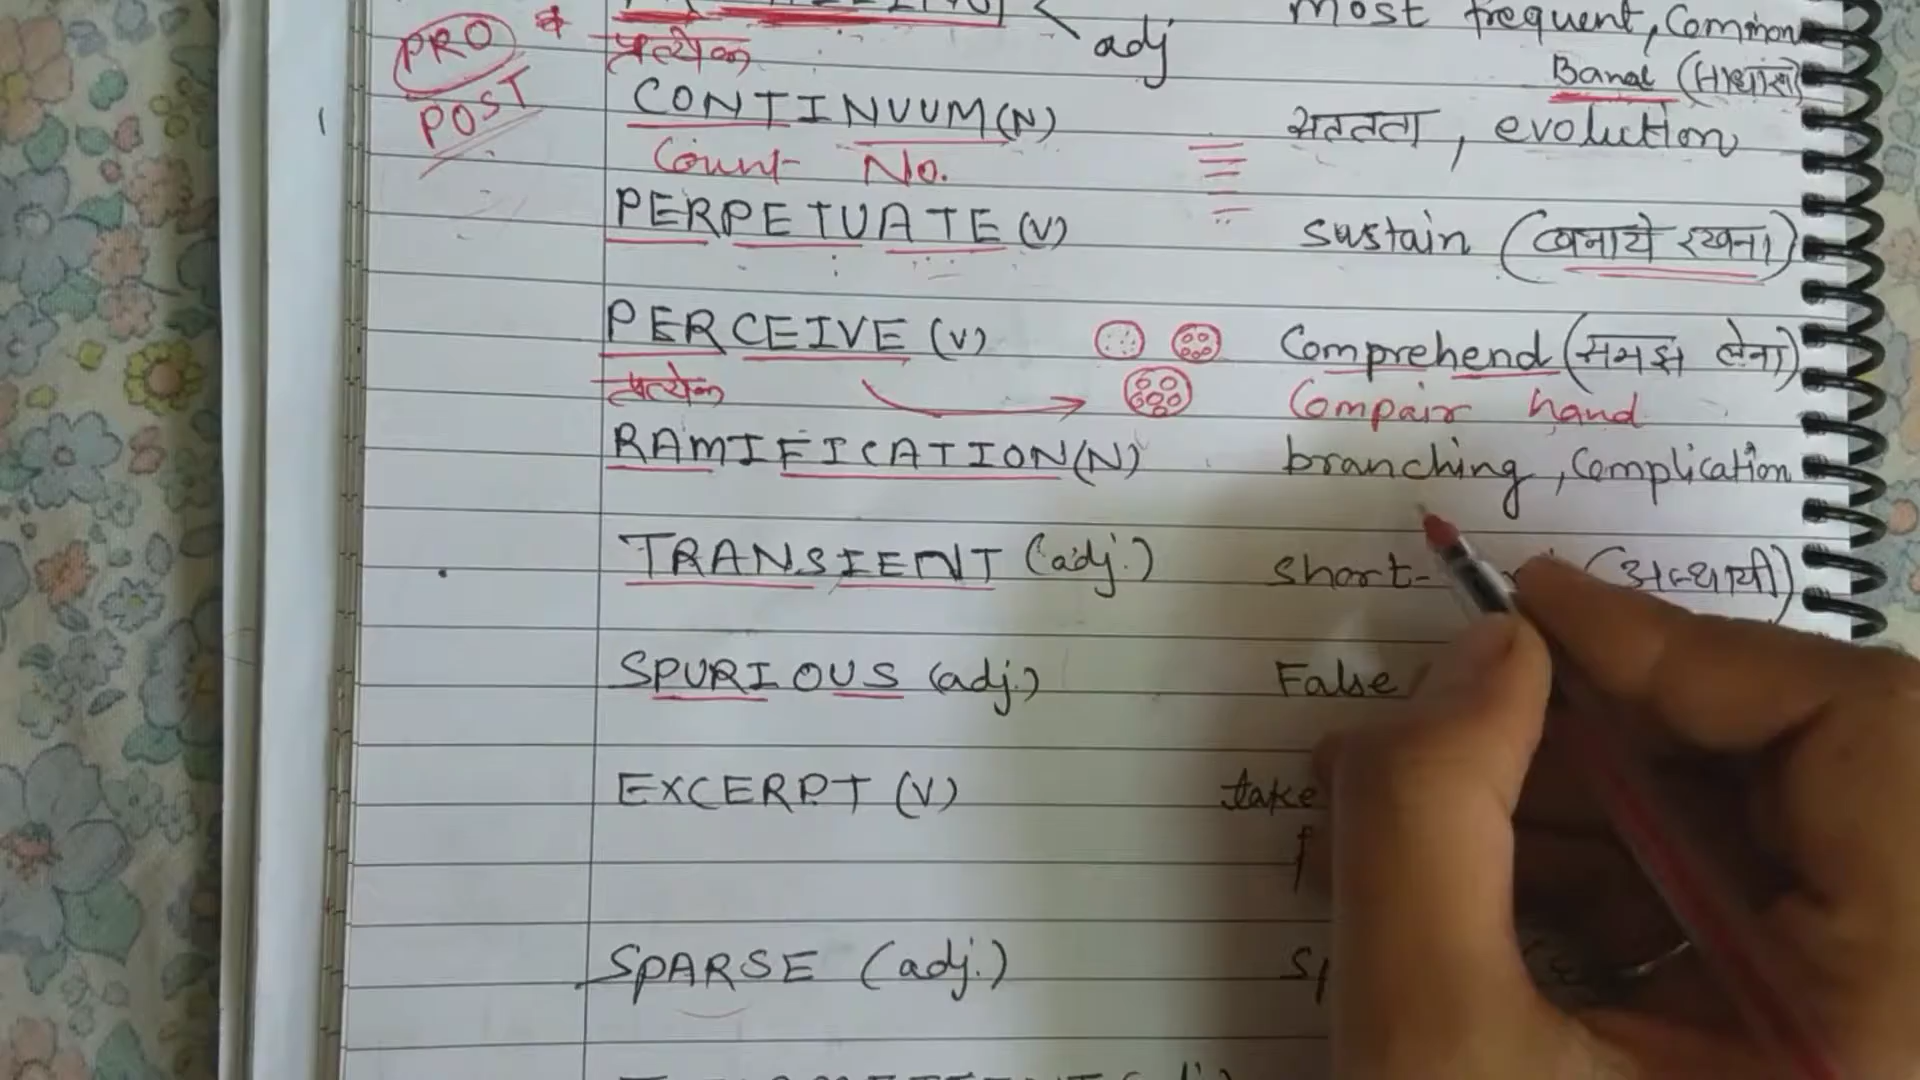 adj most frequent, Common
PRO प्रत्येक Banal
POST CONTINUUM(N) सततता, evolution
Count No.
PERPETUATE (V) sustain (बनाये रखना)
PERCEIVE (V) Comprehend (समझ लेना)
प्रत्येक Compair hand
RAMIFICATION(N) branching, Complication
TRANSIENT (adj.) Short- (अस्थायी)
SPURIOUS (adj.) False
EXCERPT (V) take
SPARSE (adj.)